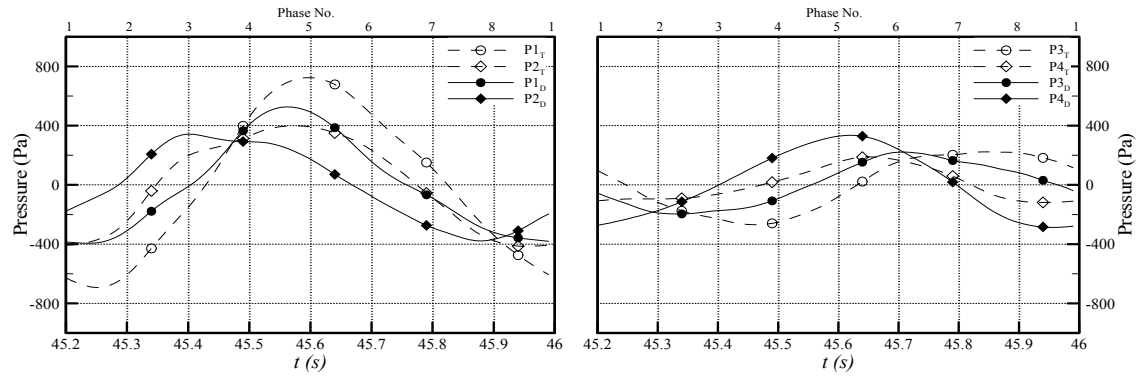 Phase No.
1 2 3 4 5 6 7 8 1
P1T
P2T
P1D
P2D
800
400
0
-400
-800
Pressure (Pa)
45.2 45.3 45.4 45.5 45.6 45.7 45.8 45.9 46
t (s)
Phase No.
1 2 3 4 5 6 7 8 1
P3T
P4T
P3D
P4D
800
400
0
-400
-800
Pressure (Pa)
45.2 45.3 45.4 45.5 45.6 45.7 45.8 45.9 46
t (s)